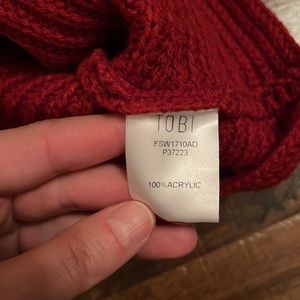 TOBI
FSW1710AD
P37223
100% ACRYLIC